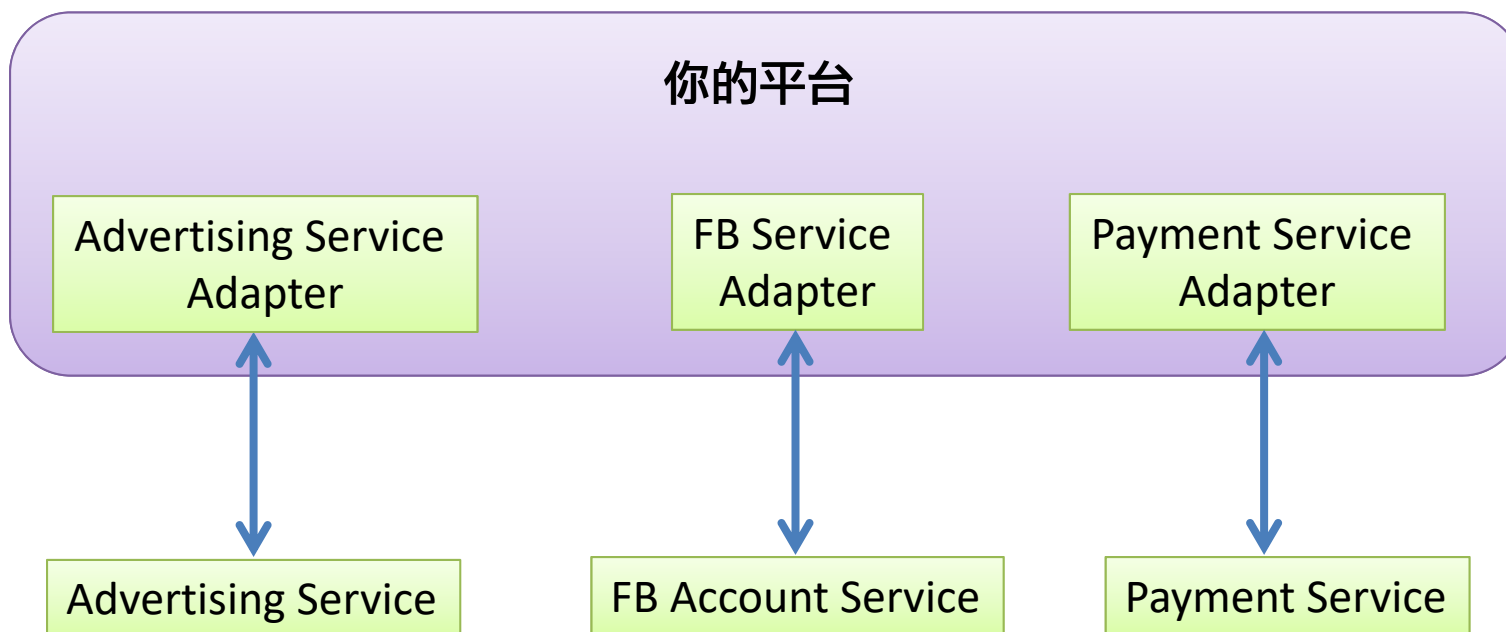 你的平台
Advertising Service
Adapter
FB Service
Adapter
Payment Service
Adapter
Advertising Service
FB Account Service
Payment Service